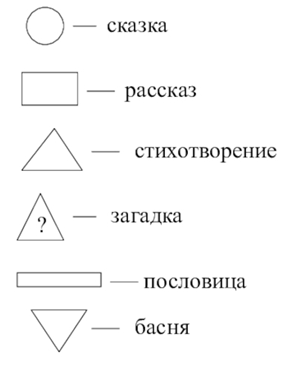 — сказка
— рассказ
— стихотворение
? — загадка
— пословица
— басня